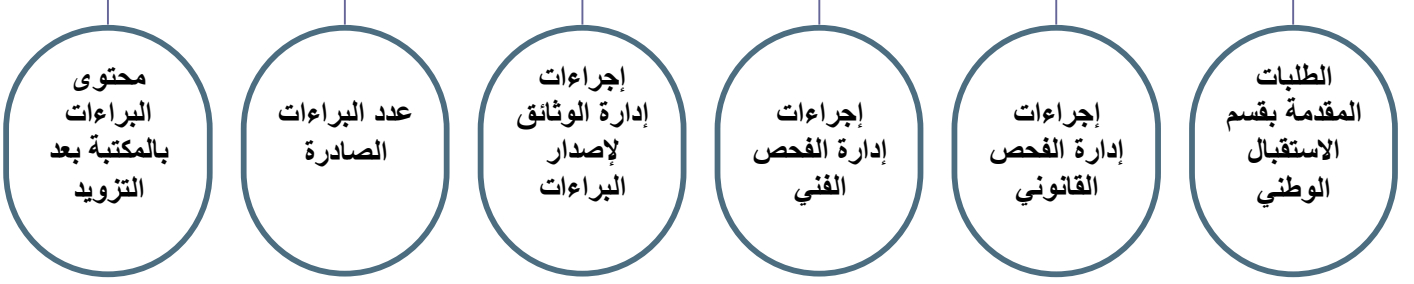 الطلبات
المقدمة بقسم
الاستقبال
الوطني
إجراءات
إدارة الفحص
القانوني
إجراءات
إدارة الفحص
الفني
إجراءات
إدارة الوثائق
لإصدار
البراءات
عدد البراءات
الصادرة
محتوى
البراءات
بالمكتبة بعد
التزويد